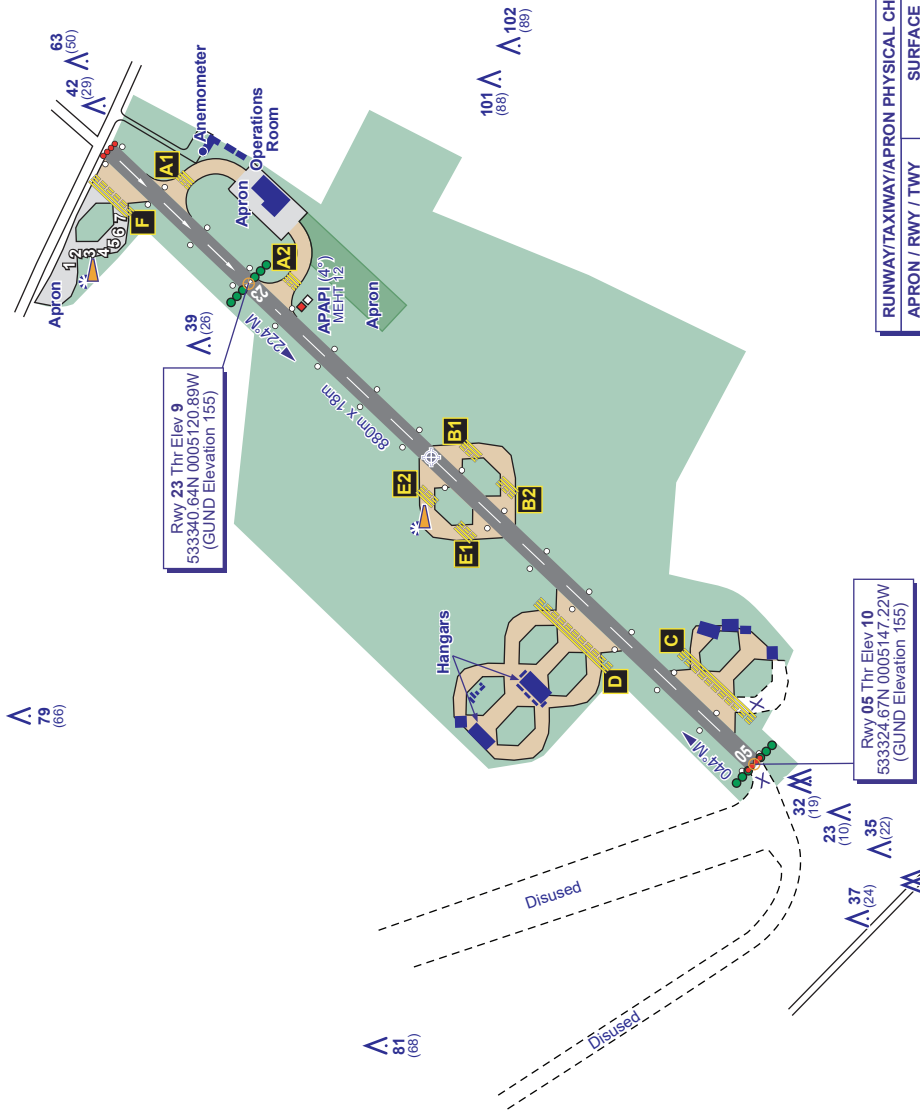 63
(50)
42
(29)
102
(89)
101
(88)
Anemometer
Operations
Room
A1
Apron
F
1
2
3
4
5
6
7
Apron
A2
APAPI (4°)
MEHT 12
Apron
23
39
(26)
224°M
Rwy 23 Thr Elev 9
533340.64N 0005120.89W
(GUND Elevation 155)
880m x 18m
B1
E2
B2
E1
Hangars
D
C
79
(66)
044°M
05
Rwy 05 Thr Elev 10
533324.67N 0005147.22W
(GUND Elevation 155)
X
X
32
(19)
23
(10)
35
(22)
37
(24)
Disused
Disused
81
(68)
RUNWAY/TAXIWAY/APRON PHYSICAL CH
APRON / RWY / TWY
SURFACE